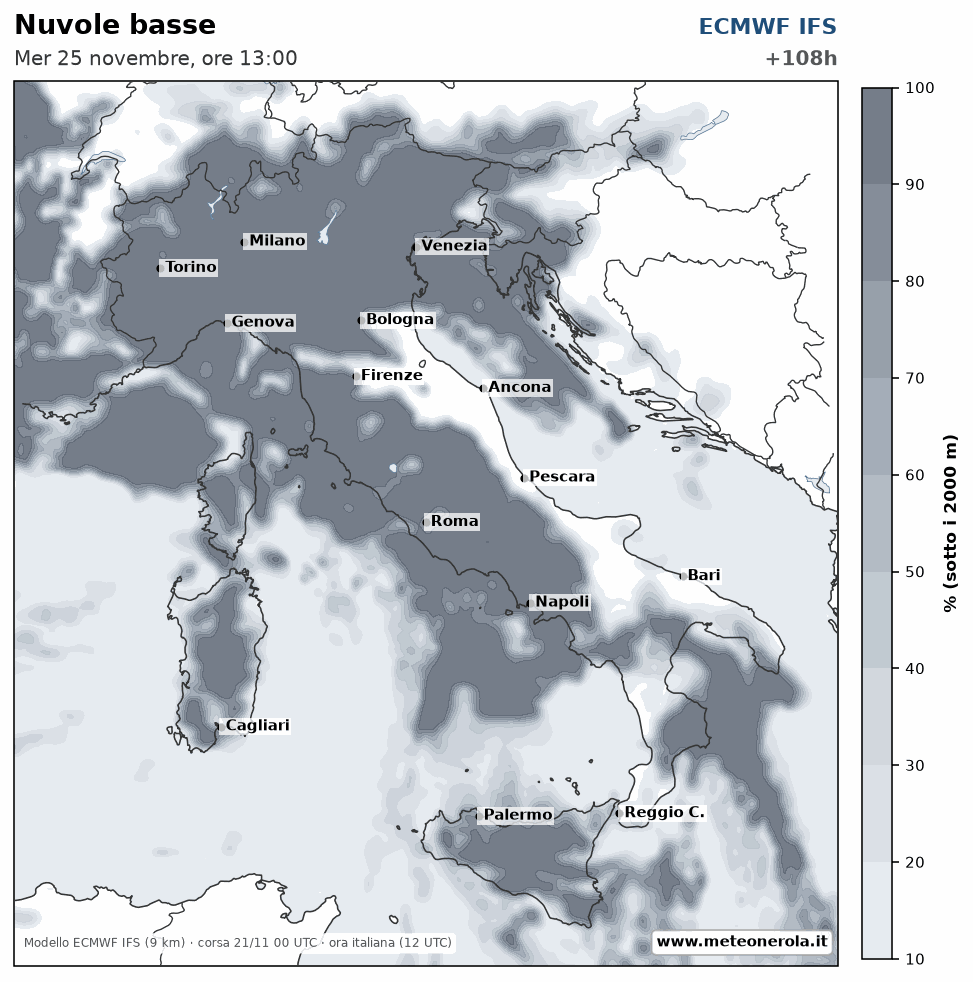 Nuvole basse
ECMWF IFS
Mer 25 novembre, ore 13:00
+108h
100
90
80
70
60
50
40
30
20
10
% (sotto i 2000 m)
Milano
Venezia
Torino
Genova
Bologna
Firenze
Ancona
Pescara
Roma
Bari
Napoli
Cagliari
Palermo
Reggio C.
Modello ECMWF IFS (9 km) · corsa 21/11 00 UTC · ora italiana (12 UTC)
www.meteonerola.it